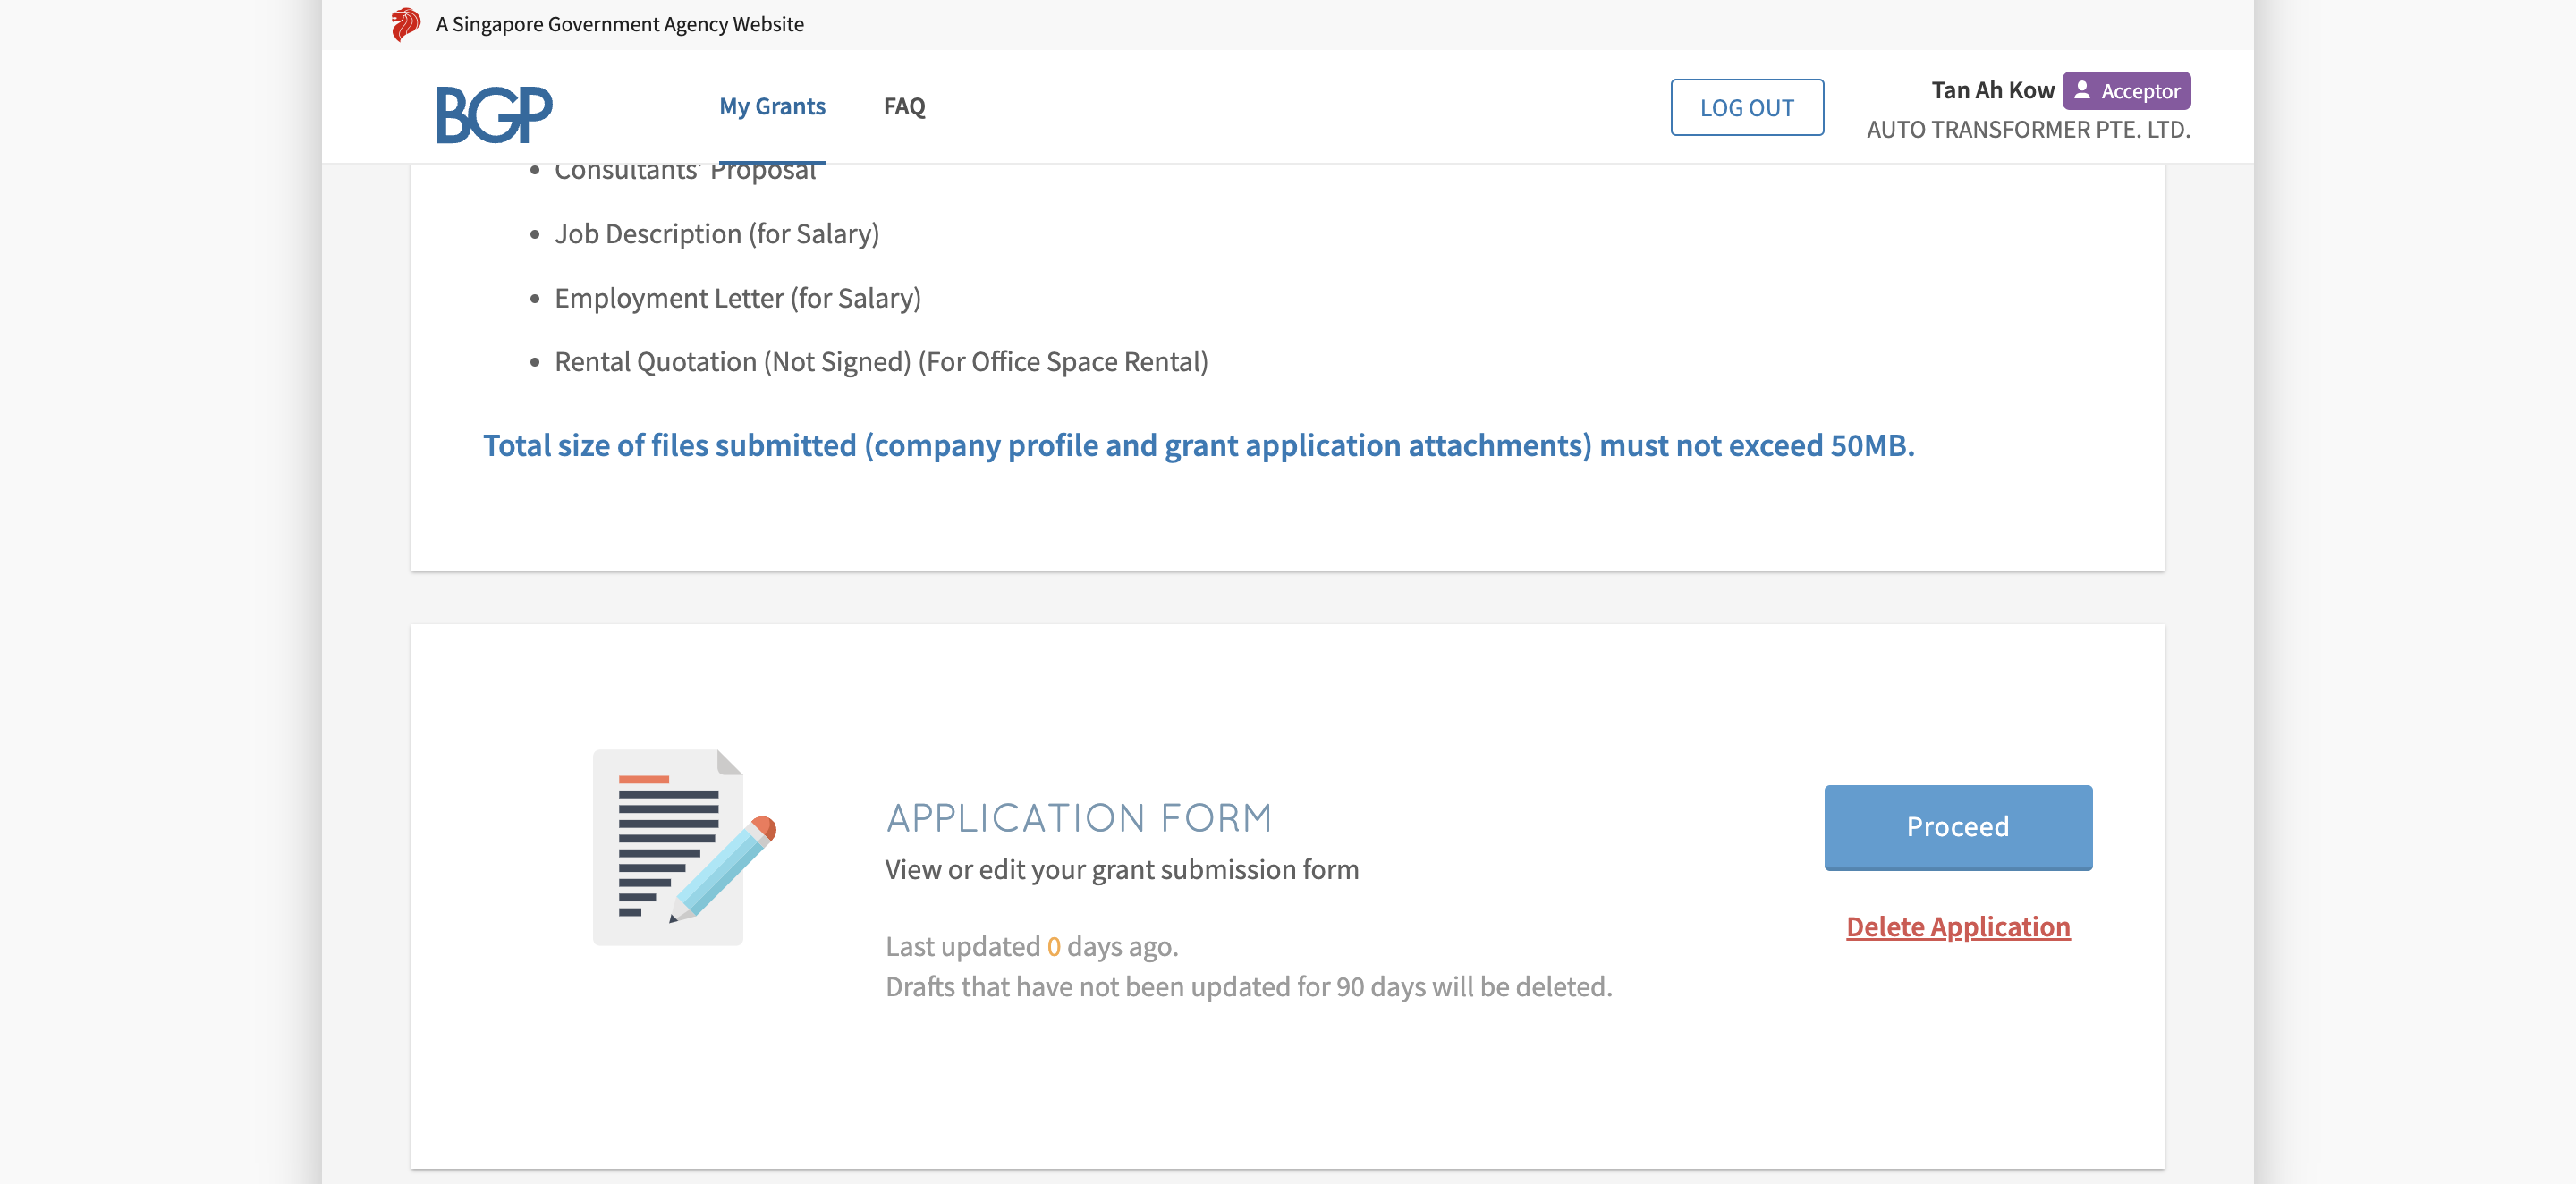 A Singapore Government Agency Website
BGP
My Grants
FAQ
LOG OUT
Tan Ah Kow
Acceptor
AUTO TRANSFORMER PTE. LTD.
• Consultants' Proposal
• Job Description (for Salary)
• Employment Letter (for Salary)
• Rental Quotation (Not Signed) (For Office Space Rental)
Total size of files submitted (company profile and grant application attachments) must not exceed 50MB.
APPLICATION FORM
View or edit your grant submission form
Last updated 0 days ago.
Drafts that have not been updated for 90 days will be deleted.
Proceed
Delete Application